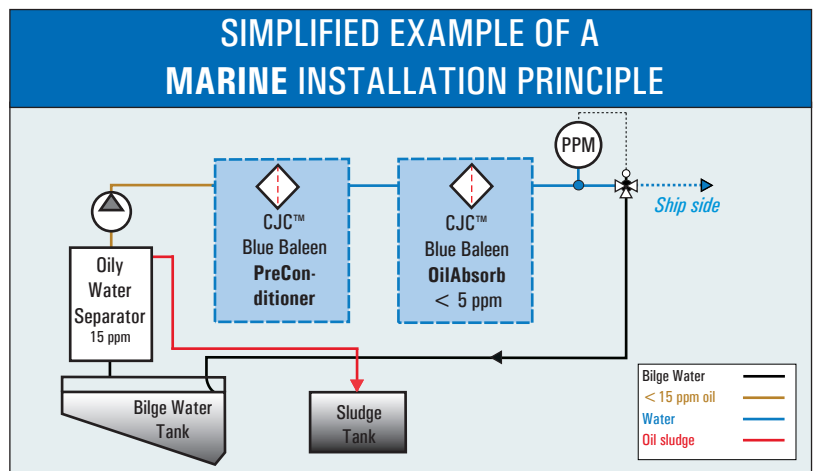 SIMPLIFIED EXAMPLE OF A
MARINE INSTALLATION PRINCIPLE
PPM
CJC™
Blue Baleen
PreCon-
ditioner
CJC™
Blue Baleen
OilAbsorb
< 5 ppm
Ship side
Oily
Water
Separator
15 ppm
Bilge Water
Tank
Sludge
Tank
Bilge Water
< 15 ppm oil
Water
Oil sludge